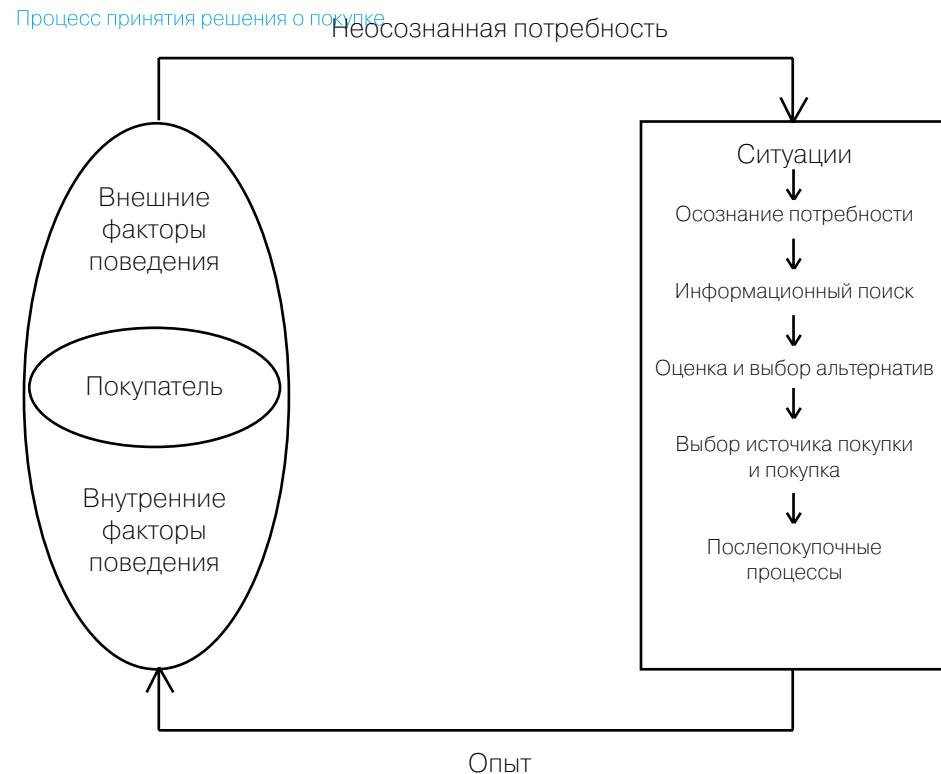 Процесс принятия решения о покупке
Неосознанная потребность
Внешние
факторы
поведения
Покупатель
Внутренние
факторы
поведения
Ситуации
Осознание потребности
Информационный поиск
Оценка и выбор альтернатив
Выбор источика покупки
и покупка
Послепокупочные
процессы
Опыт